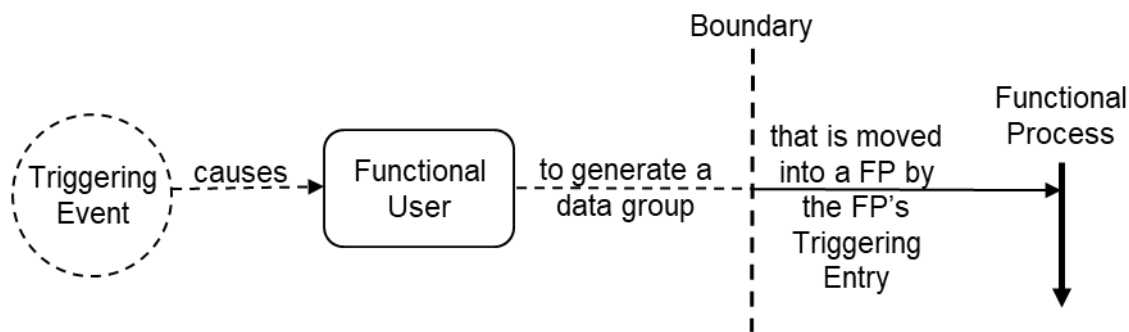 Boundary
Functional
Process
Triggering
Event
causes
Functional
User
to generate a
data group
that is moved
into a FP by
the FP's
Triggering
Entry